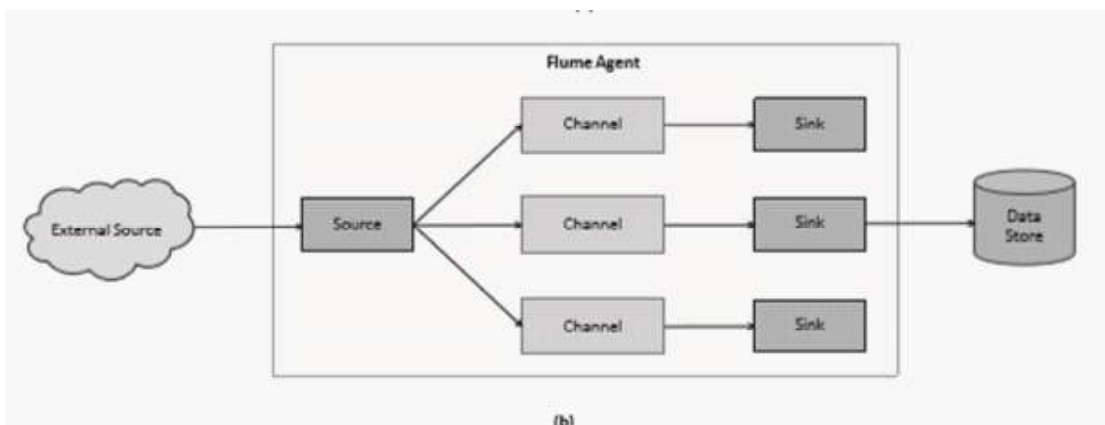 Flume Agent
Channel
Sink
External Source
Source
Channel
Sink
Data
Store
Channel
Sink
(b)